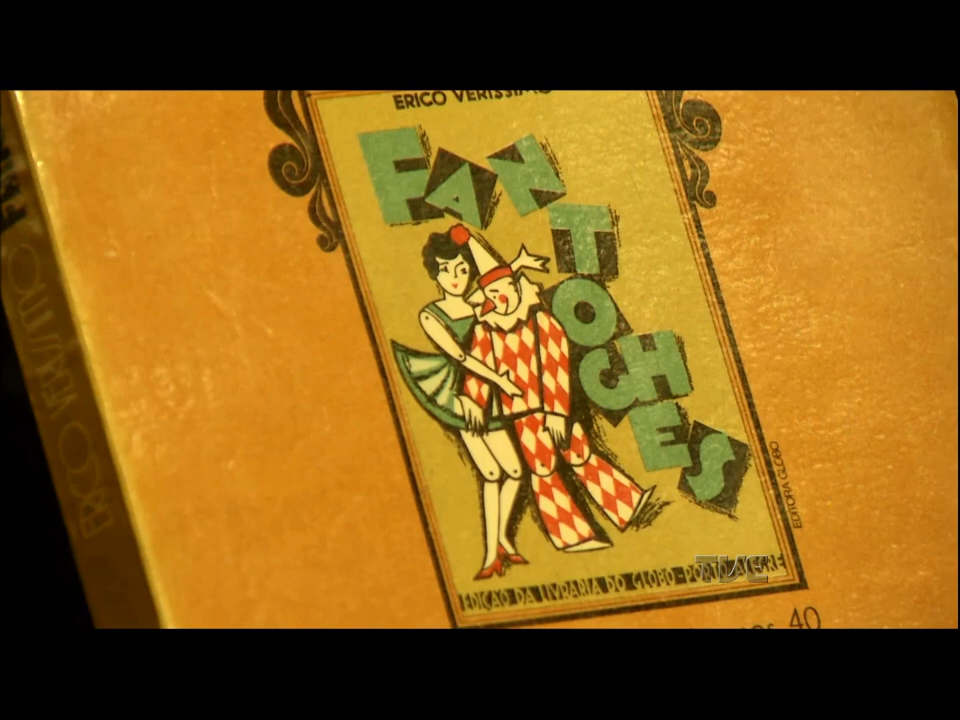 ERICO VERISSIMO
FANTOCHES
EDITORA GLOBO
EDIÇÃO DA LIVRARIA DO GLOBO-PORTO ALEGRE
40
ERICO VERISSIMO